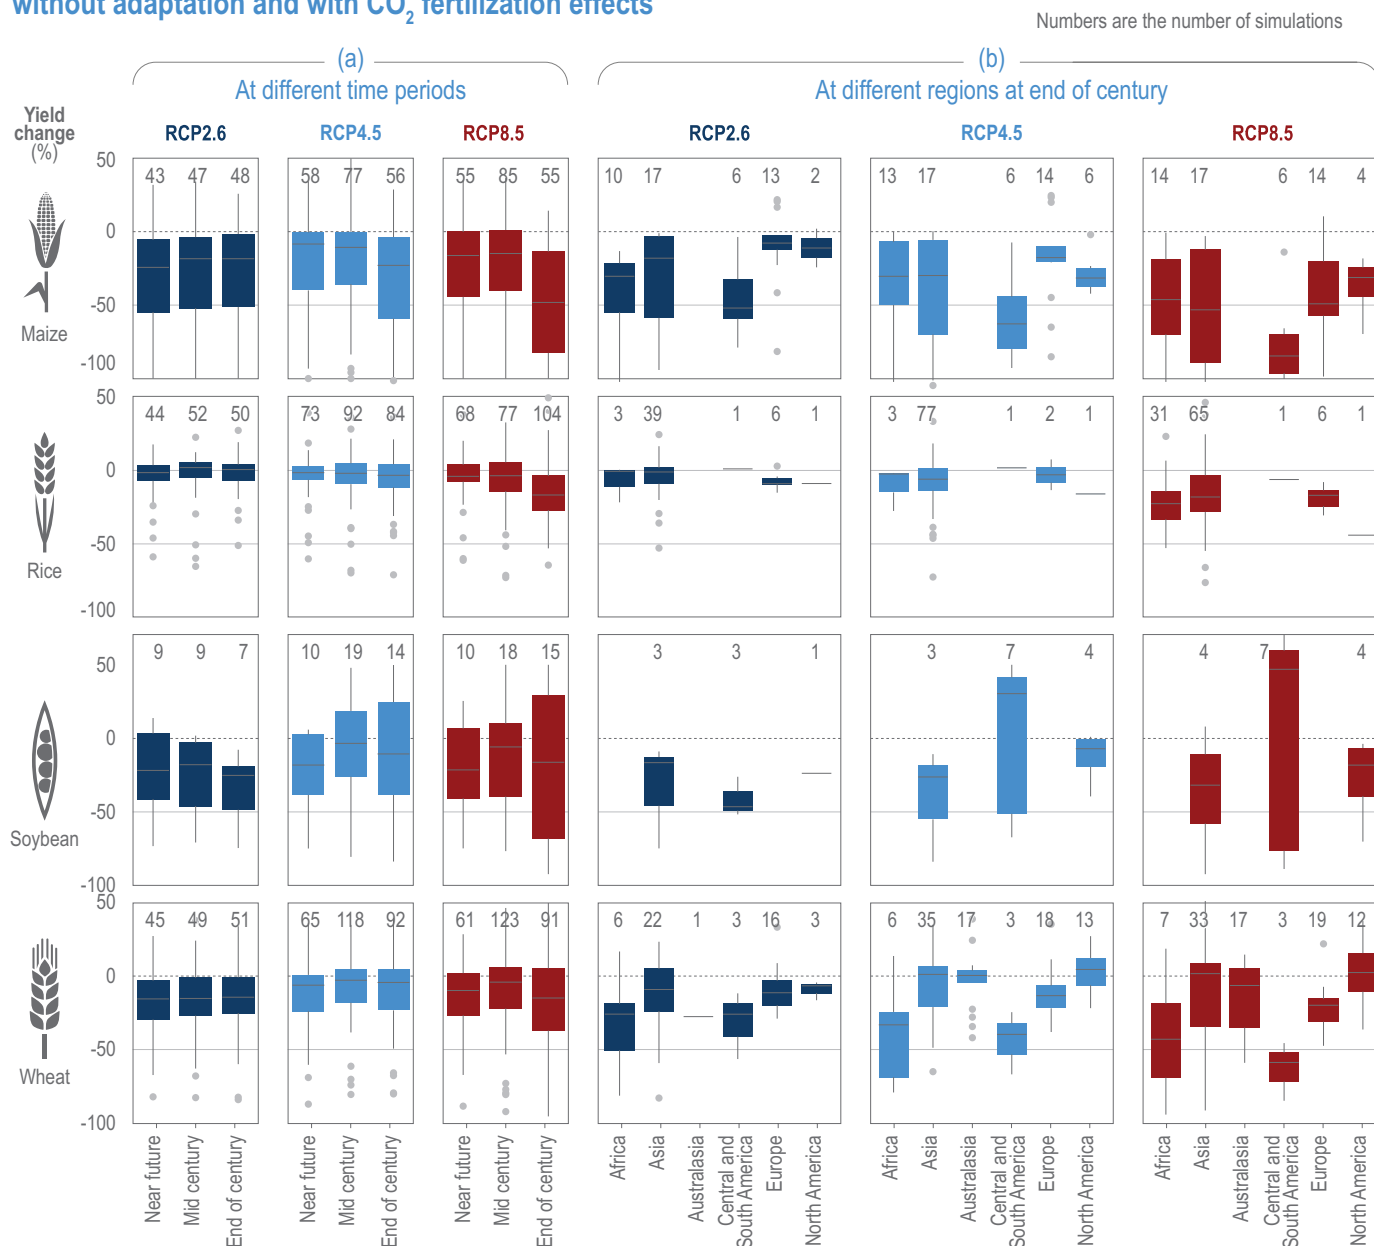 without adaptation and with CO2 fertilization effects
Numbers are the number of simulations
(a)
At different time periods
(b)
At different regions at end of century
Yield change (%)
RCP2.6 RCP4.5 RCP8.5 RCP2.6 RCP4.5 RCP8.5
50
43 47 48 58 77 56 55 85 55 10 17 6 13 2 13 17 6 14 6 14 17 6 14 4
0
-50
Maize
-100
50
44 52 50 73 92 84 68 77 104 3 39 1 6 1 3 77 1 2 1 31 65 1 6 1
0
-50
Rice
-100
9 9 7 10 19 14 10 18 15 3 3 1 3 7 4 4 7 4
50
0
-50
Soybean
-100
50
45 49 51 65 118 92 61 123 91 6 22 1 3 16 3 6 35 17 3 18 13 7 33 17 3 19 12
0
-50
Wheat
-100
Near future
Mid century
End of century
Near future
Mid century
End of century
Near future
Mid century
End of century
Africa
Asia
Australasia
Central and
South America
Europe
North America
Africa
Asia
Australasia
Central and
South America
Europe
North America
Africa
Asia
Australasia
Central and
South America
Europe
North America